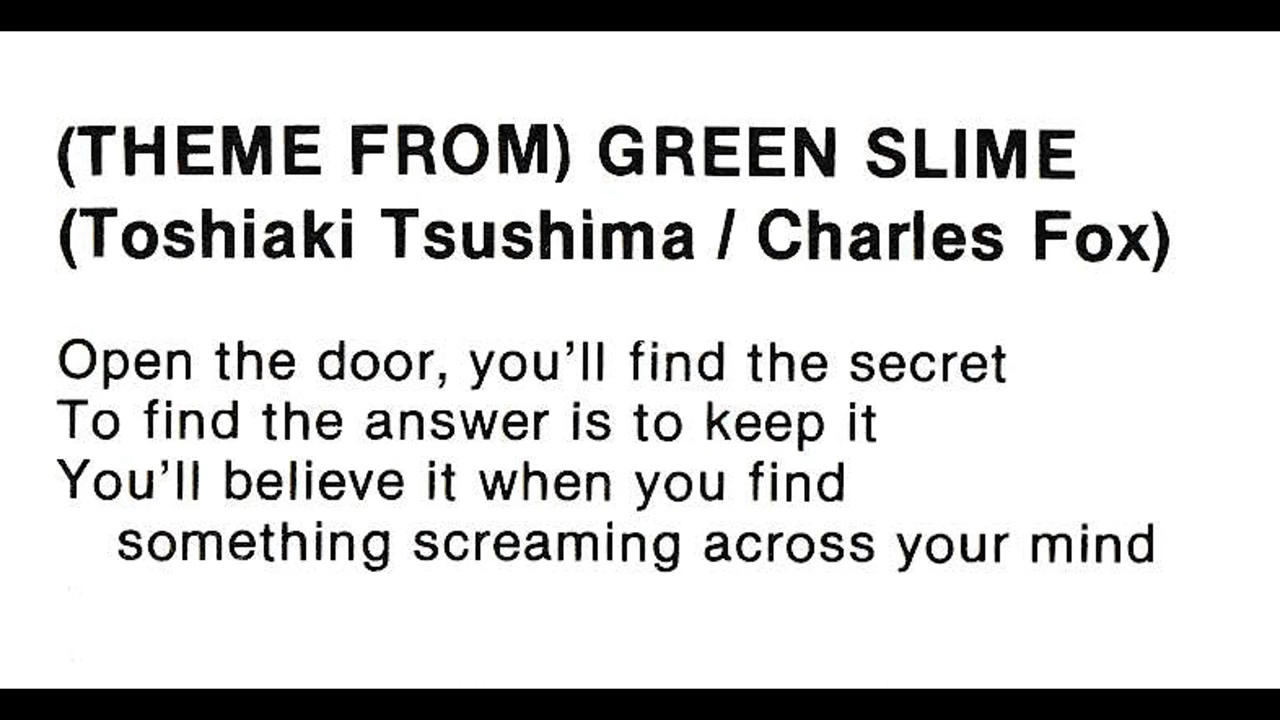 (THEME FROM) GREEN SLIME
(Toshiaki Tsushima / Charles Fox)
Open the door, you'll find the secret
To find the answer is to keep it
You'll believe it when you find
something screaming across your mind